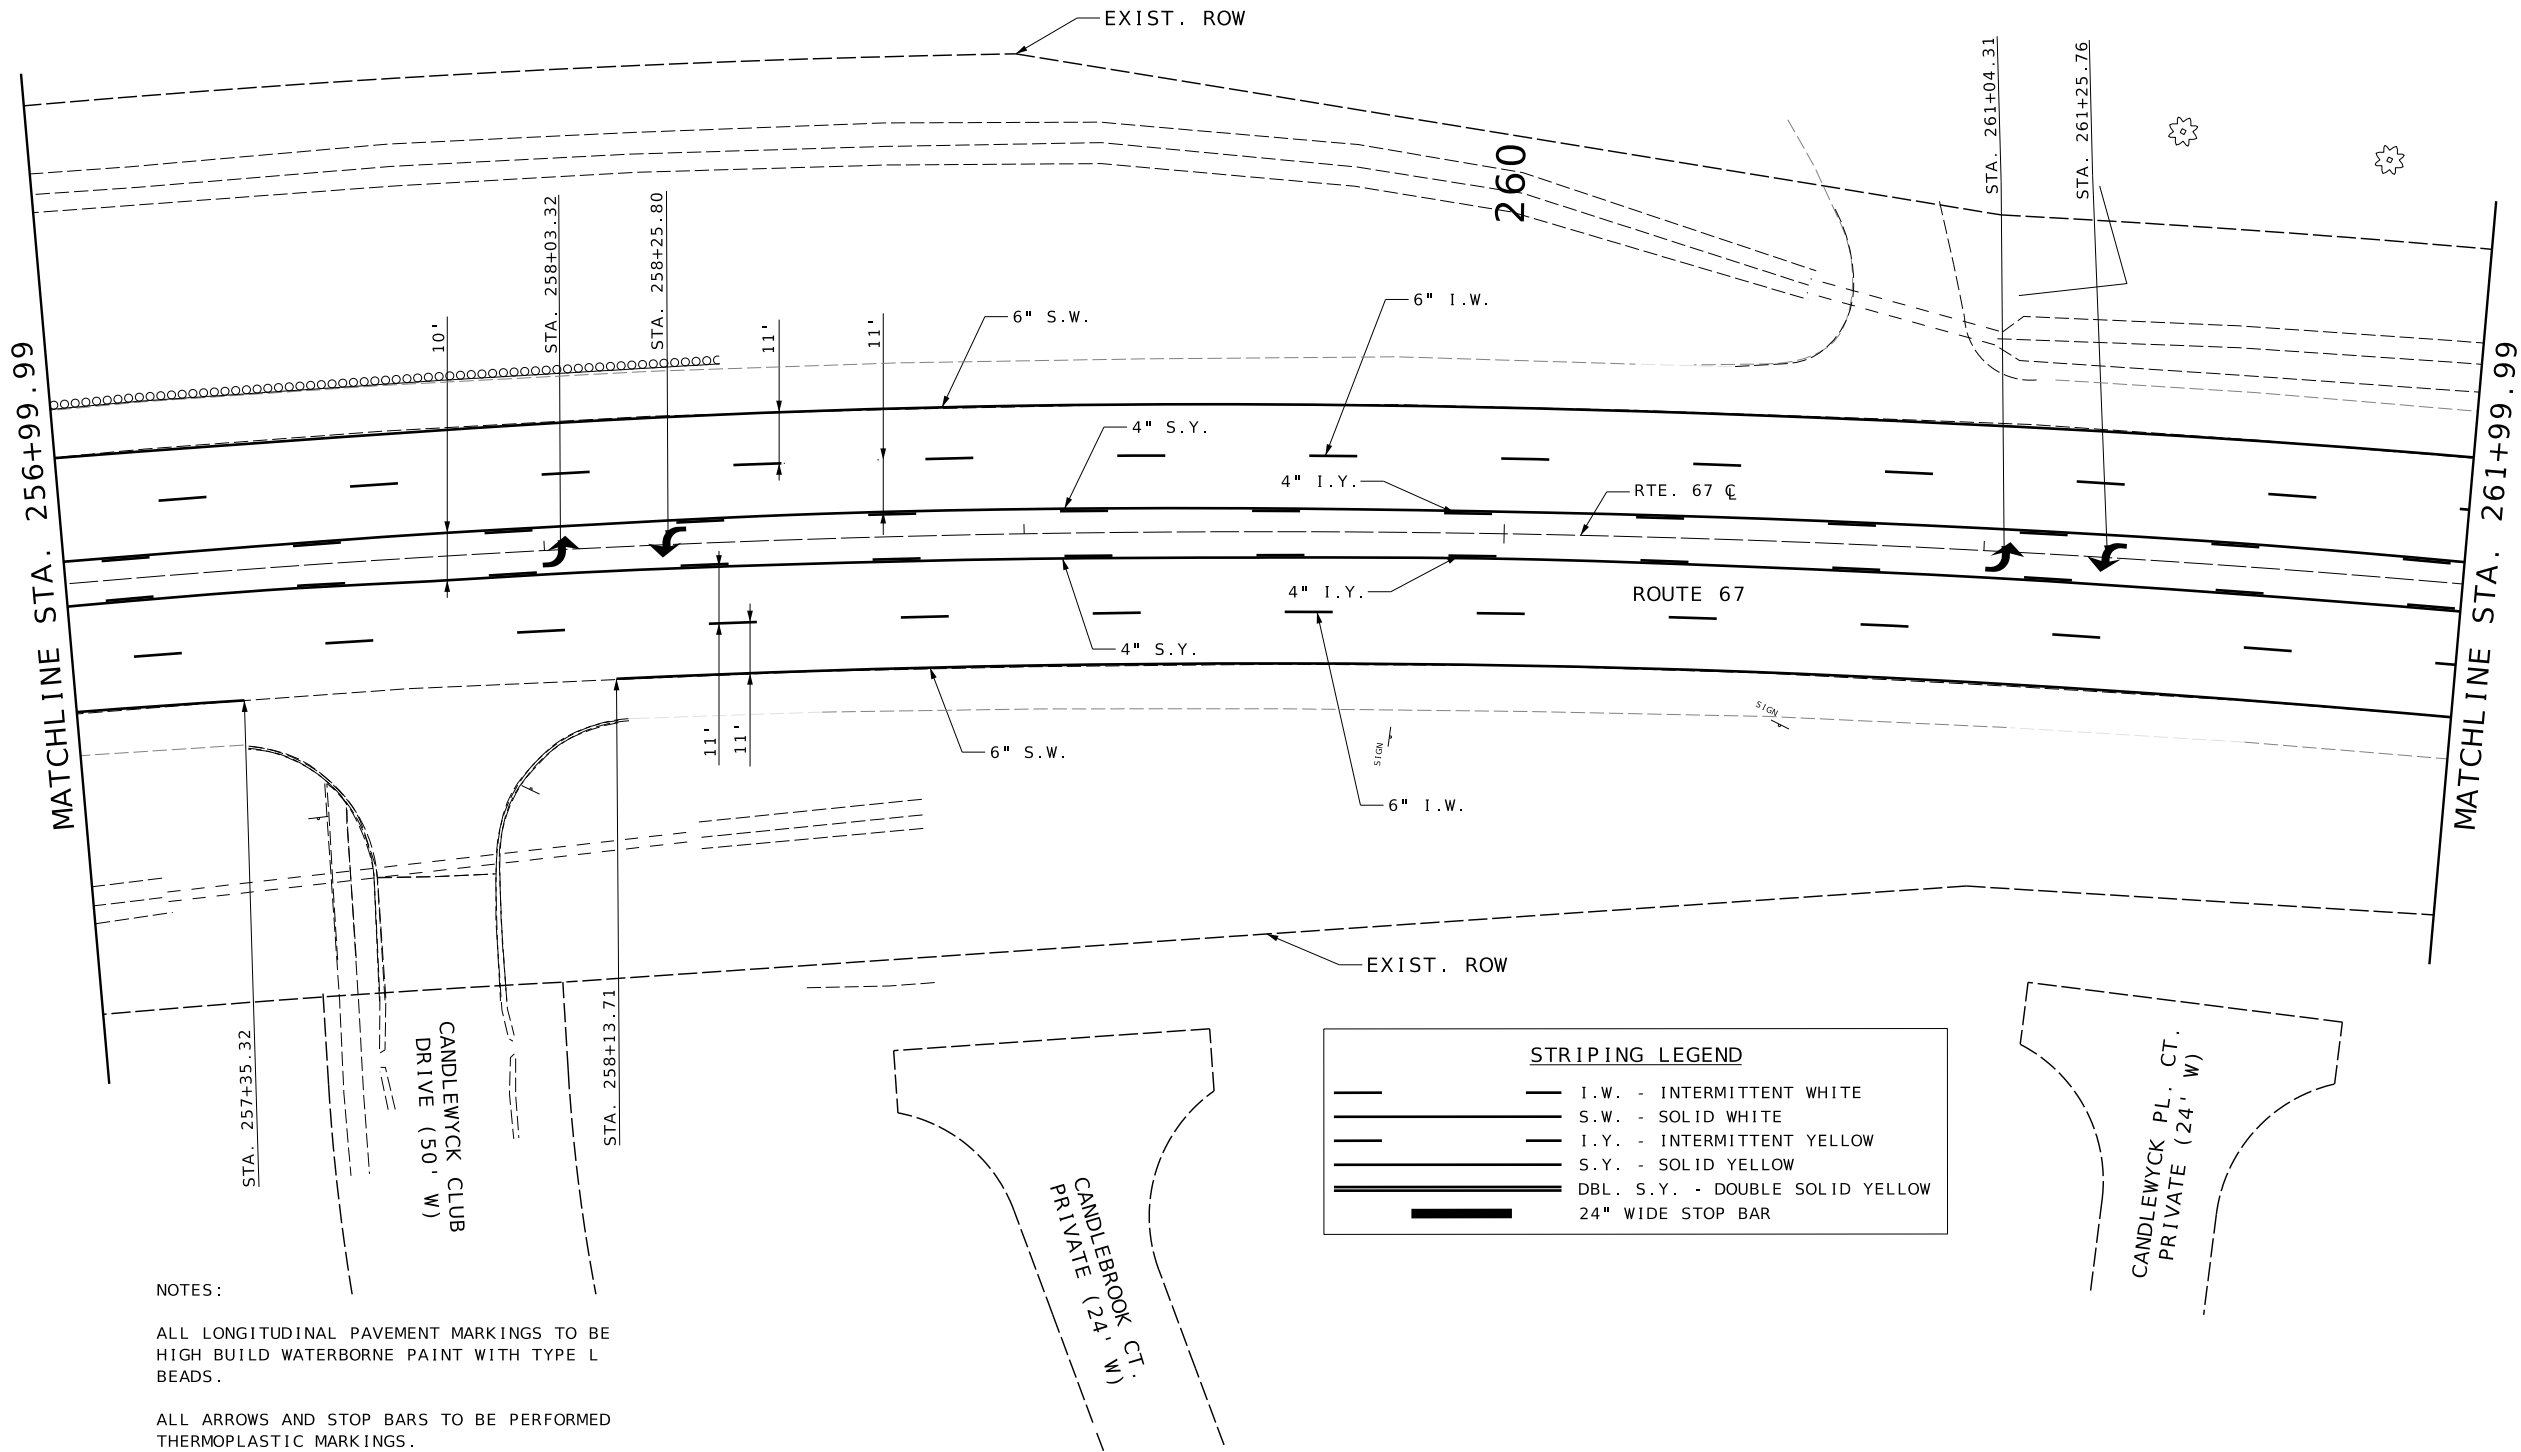 EXIST. ROW
STA. 261+04.31
STA. 261+25.76
260
STA. 258+03.32
STA. 258+25.80
10'
11'
11'
6" S.W.
6" I.W.
4" S.Y.
4" I.Y.
RTE. 67 ℄
MATCHLINE STA. 256+99.99
MATCHLINE STA. 261+99.99
4" I.Y.
ROUTE 67
4" S.Y.
11'
11'
6" S.W.
SIGN
SIGN
6" I.W.
EXIST. ROW
STA. 257+35.32
STA. 258+13.71
CANDLEWYCK CLUB
DRIVE (50' W)
CANDLEBROOK CT.
PRIVATE (24' W)
CANDLEWYCK PL. CT.
PRIVATE (24' W)
STRIPING LEGEND
I.W. - INTERMITTENT WHITE
S.W. - SOLID WHITE
I.Y. - INTERMITTENT YELLOW
S.Y. - SOLID YELLOW
DBL. S.Y. - DOUBLE SOLID YELLOW
24" WIDE STOP BAR
NOTES:
ALL LONGITUDINAL PAVEMENT MARKINGS TO BE
HIGH BUILD WATERBORNE PAINT WITH TYPE L
BEADS.
ALL ARROWS AND STOP BARS TO BE PERFORMED
THERMOPLASTIC MARKINGS.